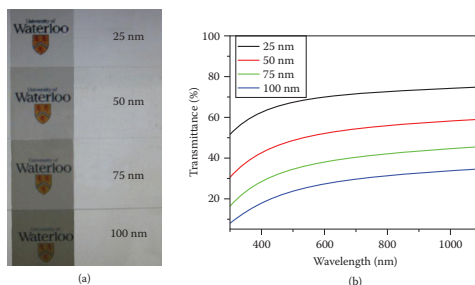 University of
Waterloo
25 nm
University of
Waterloo
50 nm
University of
Waterloo
75 nm
University of
Waterloo
100 nm
(a)
100
80
60
40
20
Transmittance (%)
25 nm
50 nm
75 nm
100 nm
400
600
800
1000
Wavelength (nm)
(b)